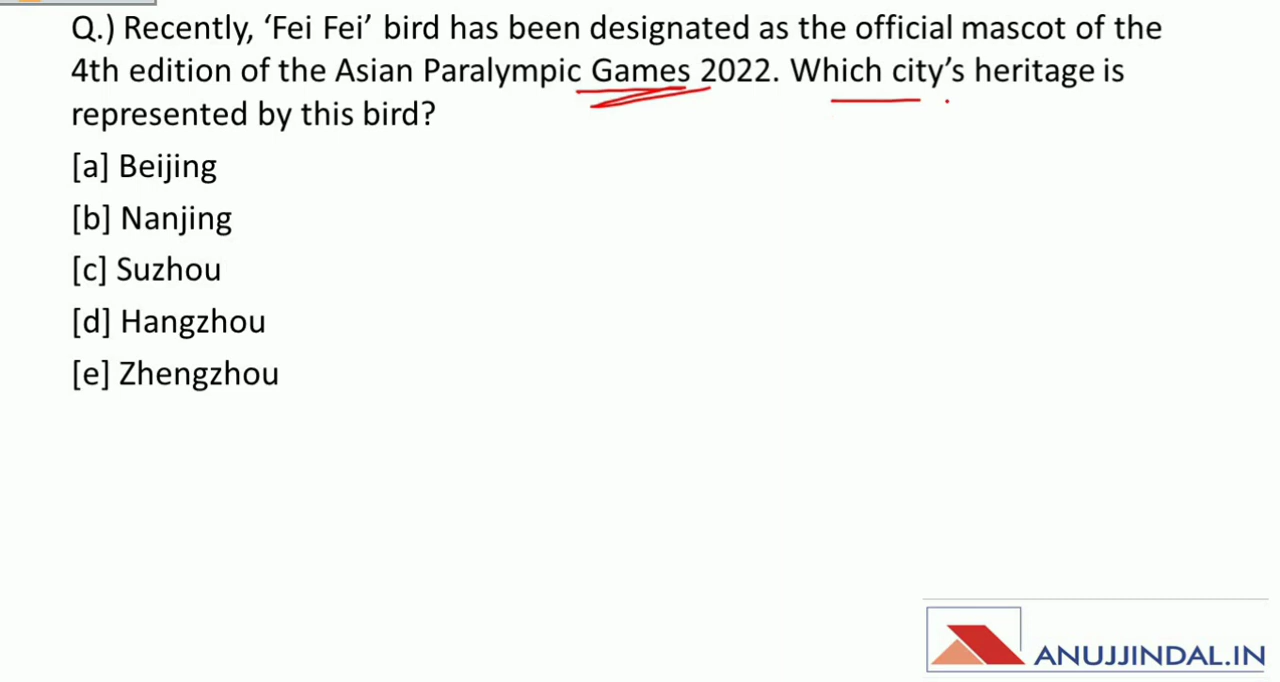 Q.) Recently, ‘Fei Fei’ bird has been designated as the official mascot of the
4th edition of the Asian Paralympic Games 2022. Which city’s heritage is
represented by this bird?
[a] Beijing
[b] Nanjing
[c] Suzhou
[d] Hangzhou
[e] Zhengzhou
ANUJJINDAL.IN